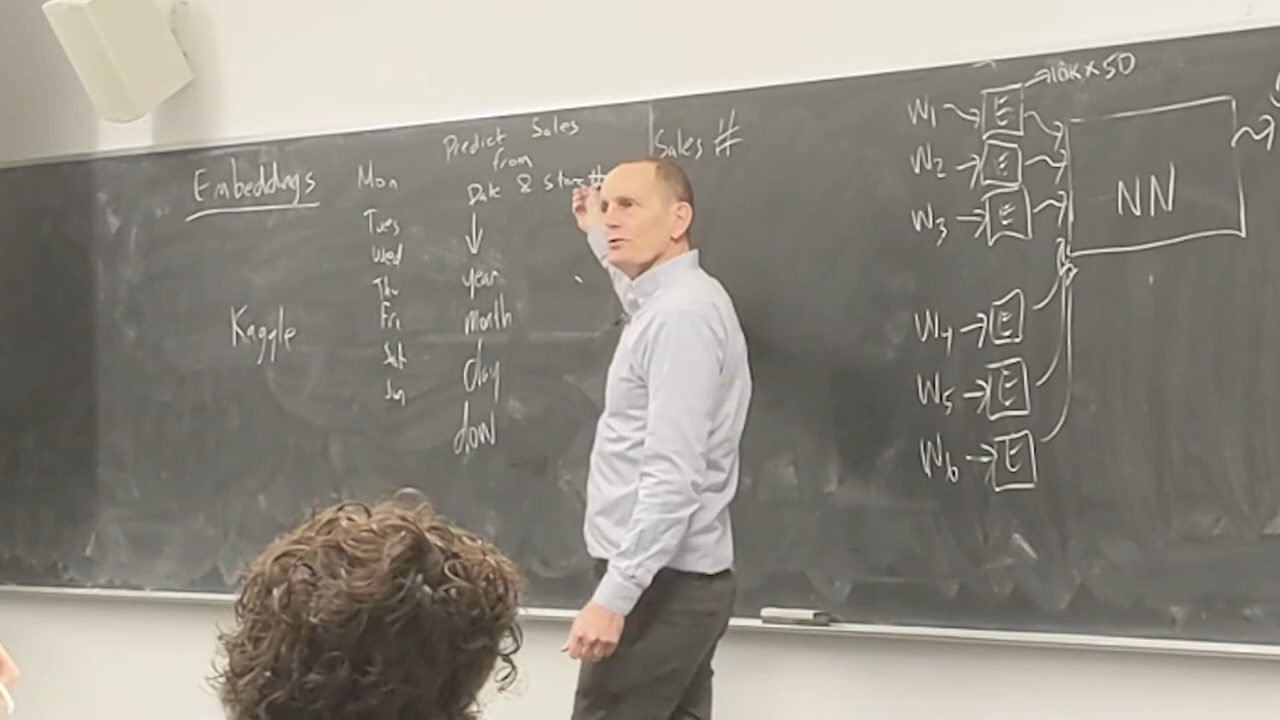 Embeddings
Kaggle
Mon
Tues
Wed
Thu
Fri
Sat
Sun
Predict Sales
from
Date & store #
year
month
day
dow
Sales #
10K x 50
W1 → E
W2 → E
W3 → E
W4 → E
W5 → E
W6 → E
NN